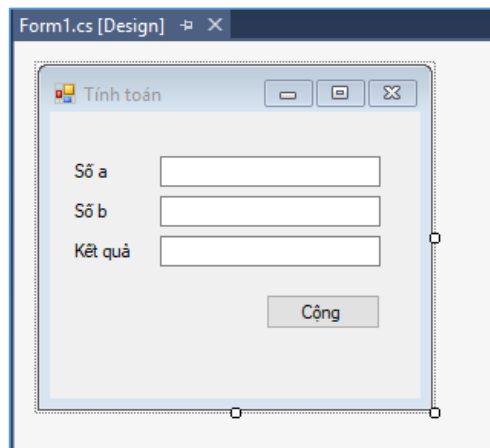 Form1.cs [Design]
Tính toán
Số a
Số b
Kết quả
Cộng